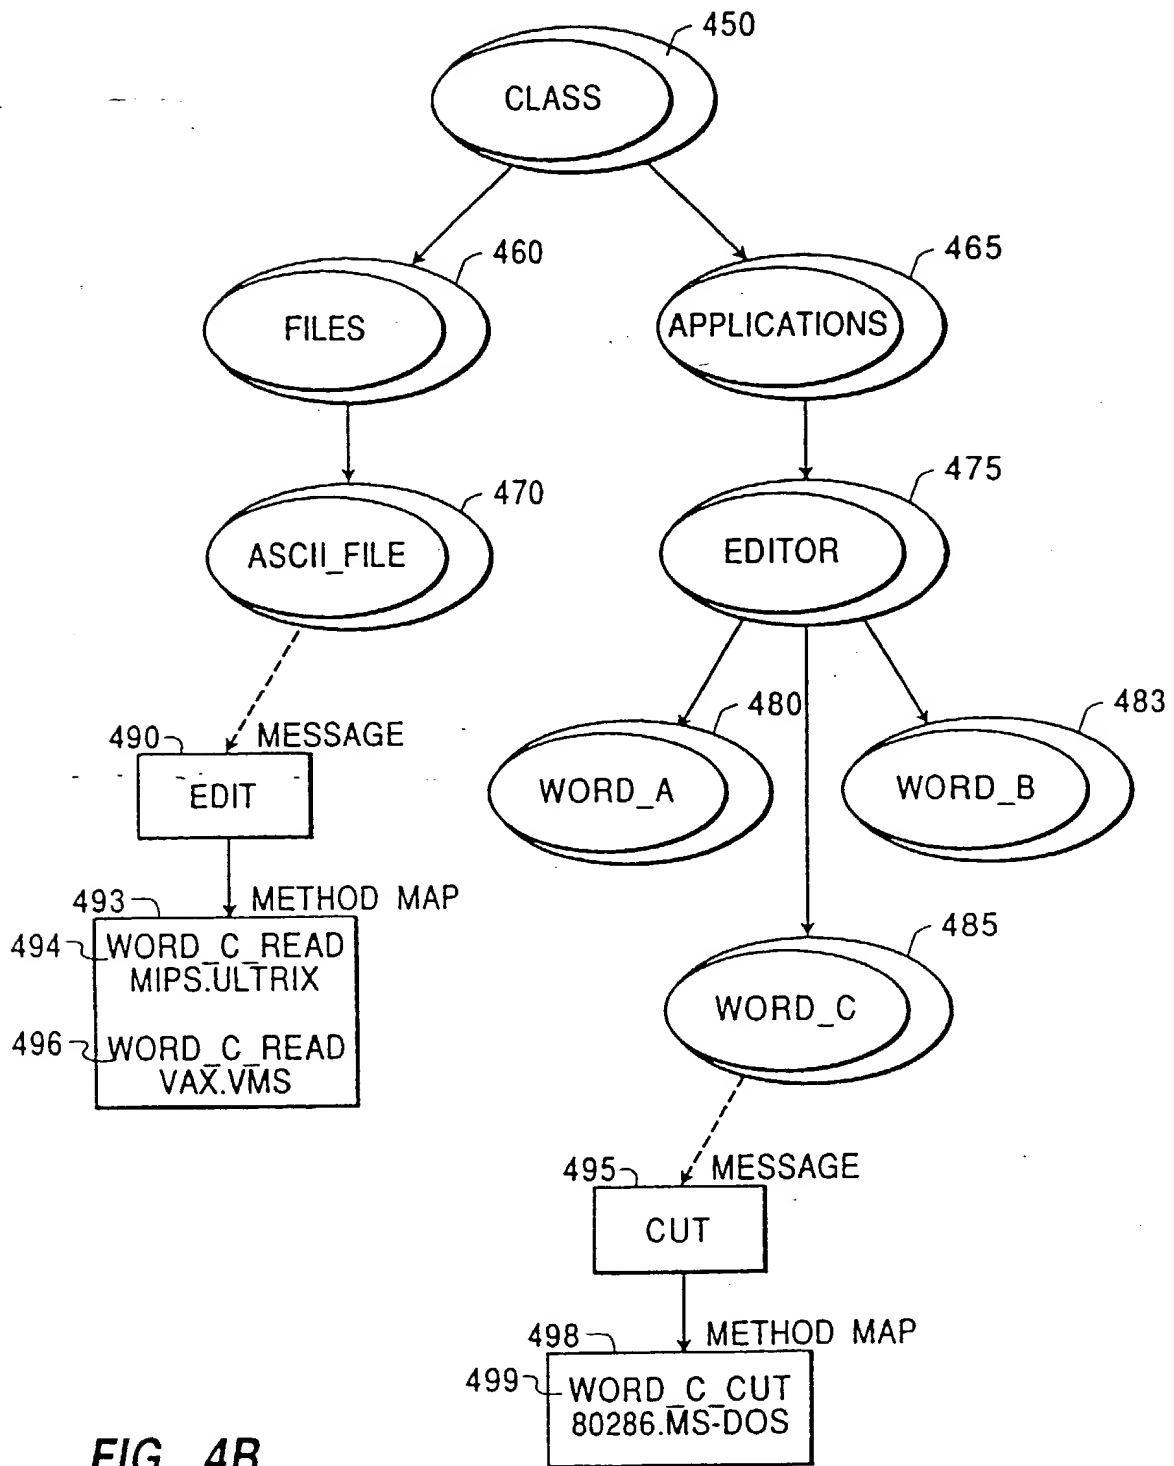 450
CLASS
460
465
FILES
APPLICATIONS
470
475
ASCII_FILE
EDITOR
480
483
490
MESSAGE
EDIT
WORD_A
WORD_B
493
METHOD MAP
494
WORD_C_READ
MIPS.ULTRIX
496
WORD_C_READ
VAX.VMS
485
WORD_C
495
MESSAGE
CUT
498
METHOD MAP
499
WORD_C_CUT
80286.MS-DOS
FIG. 4B